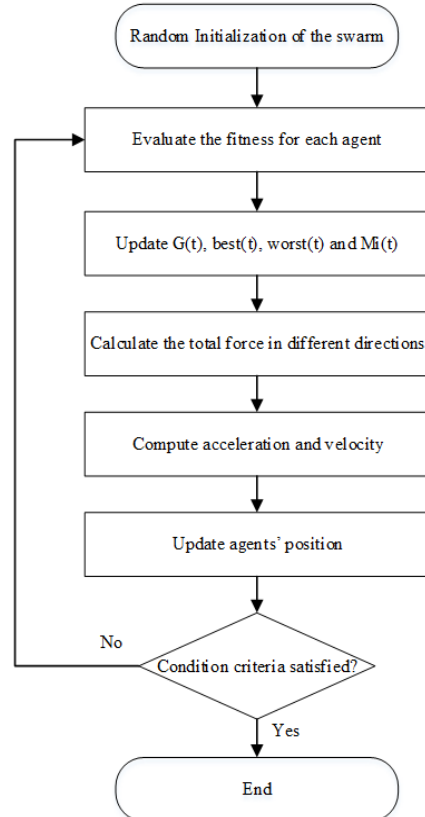 Random Initialization of the swarm
Evaluate the fitness for each agent
Update G(t), best(t), worst(t) and Mi(t)
Calculate the total force in different directions
Compute acceleration and velocity
Update agents' position
No
Condition criteria satisfied?
Yes
End